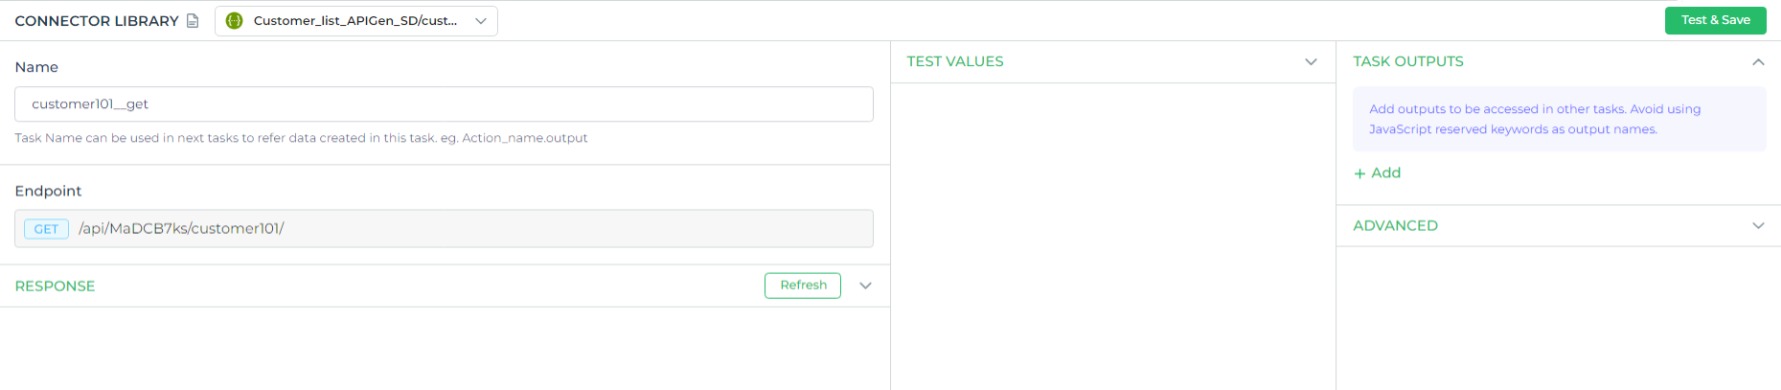 CONNECTOR LIBRARY
Customer_list_APIGen_SD/cust...
Test & Save
Name
customer101__get
Task Name can be used in next tasks to refer data created in this task. eg. Action_name.output
Endpoint
GET /api/MaDCB7ks/customer101/
RESPONSE
Refresh
TEST VALUES
TASK OUTPUTS
Add outputs to be accessed in other tasks. Avoid using
JavaScript reserved keywords as output names.
+ Add
ADVANCED